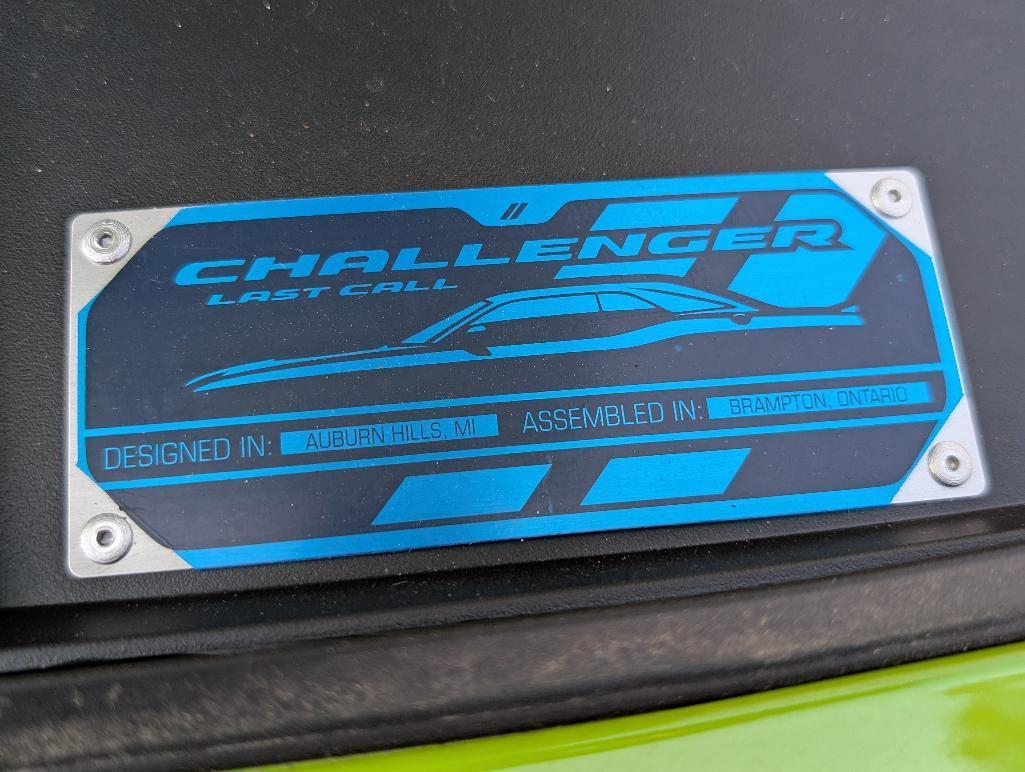 CHALLENGER
LAST CALL
DESIGNED IN: AUBURN HILLS, MI ASSEMBLED IN: BRAMPTON, ONTARIO